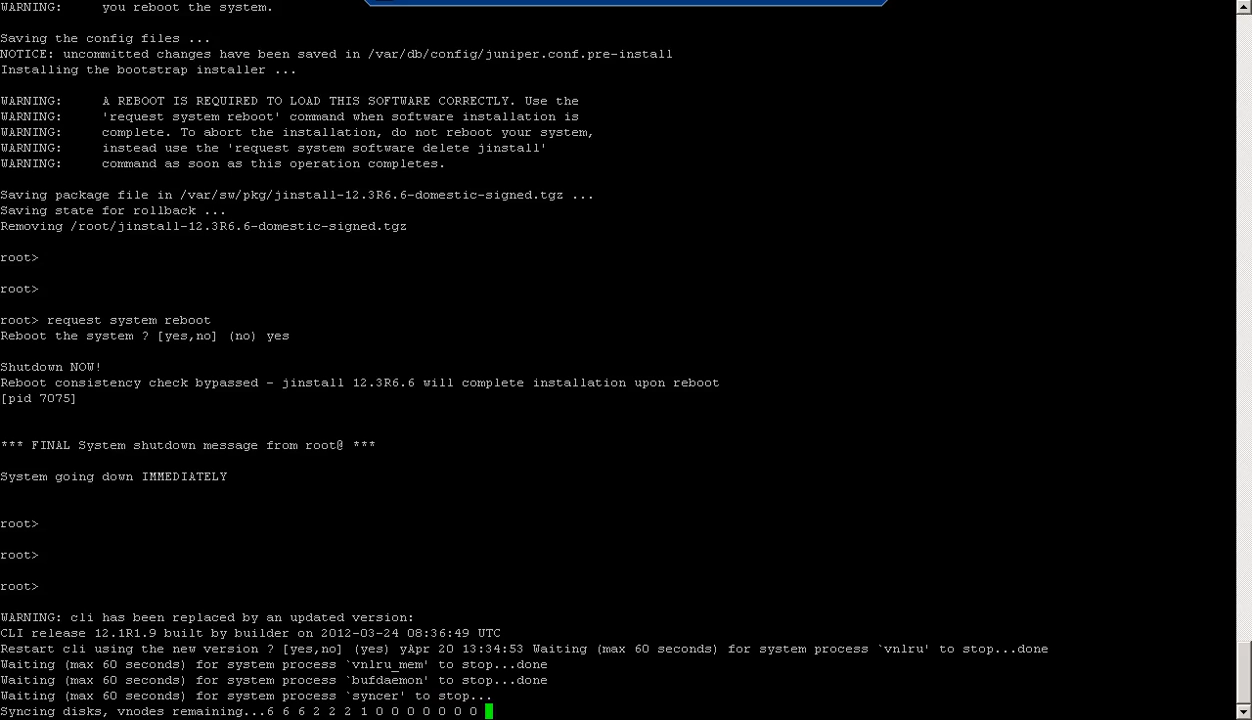 WARNING:     you reboot the system.
Saving the config files ...
NOTICE: uncommitted changes have been saved in /var/db/config/juniper.conf.pre-install
Installing the bootstrap installer ...
WARNING:     A REBOOT IS REQUIRED TO LOAD THIS SOFTWARE CORRECTLY. Use the
WARNING:     'request system reboot' command when software installation is
WARNING:     complete. To abort the installation, do not reboot your system,
WARNING:     instead use the 'request system software delete jinstall'
WARNING:     command as soon as this operation completes.
Saving package file in /var/sw/pkg/jinstall-12.3R6.6-domestic-signed.tgz ...
Saving state for rollback ...
Removing /root/jinstall-12.3R6.6-domestic-signed.tgz
root>
root>
root> request system reboot
Reboot the system ? [yes,no] (no) yes
Shutdown NOW!
Reboot consistency check bypassed - jinstall 12.3R6.6 will complete installation upon reboot
[pid 7075]
*** FINAL System shutdown message from root@ ***
System going down IMMEDIATELY
root>
root>
root>
WARNING: cli has been replaced by an updated version:
CLI release 12.1R1.9 built by builder on 2012-03-24 08:36:49 UTC
Restart cli using the new version ? [yes,no] (yes) yApr 20 13:34:53 Waiting (max 60 seconds) for system process `vnlru' to stop...done
Waiting (max 60 seconds) for system process `vnlru_mem' to stop...done
Waiting (max 60 seconds) for system process `bufdaemon' to stop...done
Waiting (max 60 seconds) for system process `syncer' to stop...
Syncing disks, vnodes remaining...6 6 6 2 2 2 1 0 0 0 0 0 0 0